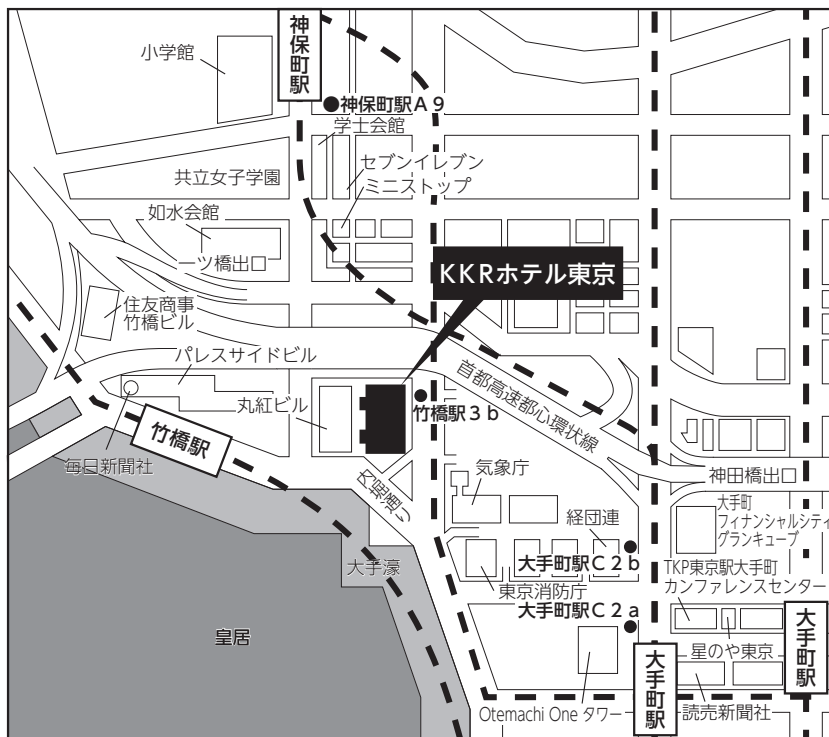 小学館
神保町駅
神保町駅A9
学士会館
セブンイレブン
共立女子学園
ミニストップ
如水会館
一ツ橋出口
KKRホテル東京
住友商事
竹橋ビル
パレスサイドビル
首都高速都心環状線
丸紅ビル
竹橋駅3b
竹橋駅
毎日新聞社
内堀通り
気象庁
神田橋出口
大手町
フィナンシャルシティ
グランキューブ
経団連
大手町駅C2b
大手濠
東京消防庁
TKP東京駅大手町
カンファレンスセンター
大手町駅C2a
皇居
星のや東京
大手町駅
大手町駅
Otemachi One タワー
読売新聞社